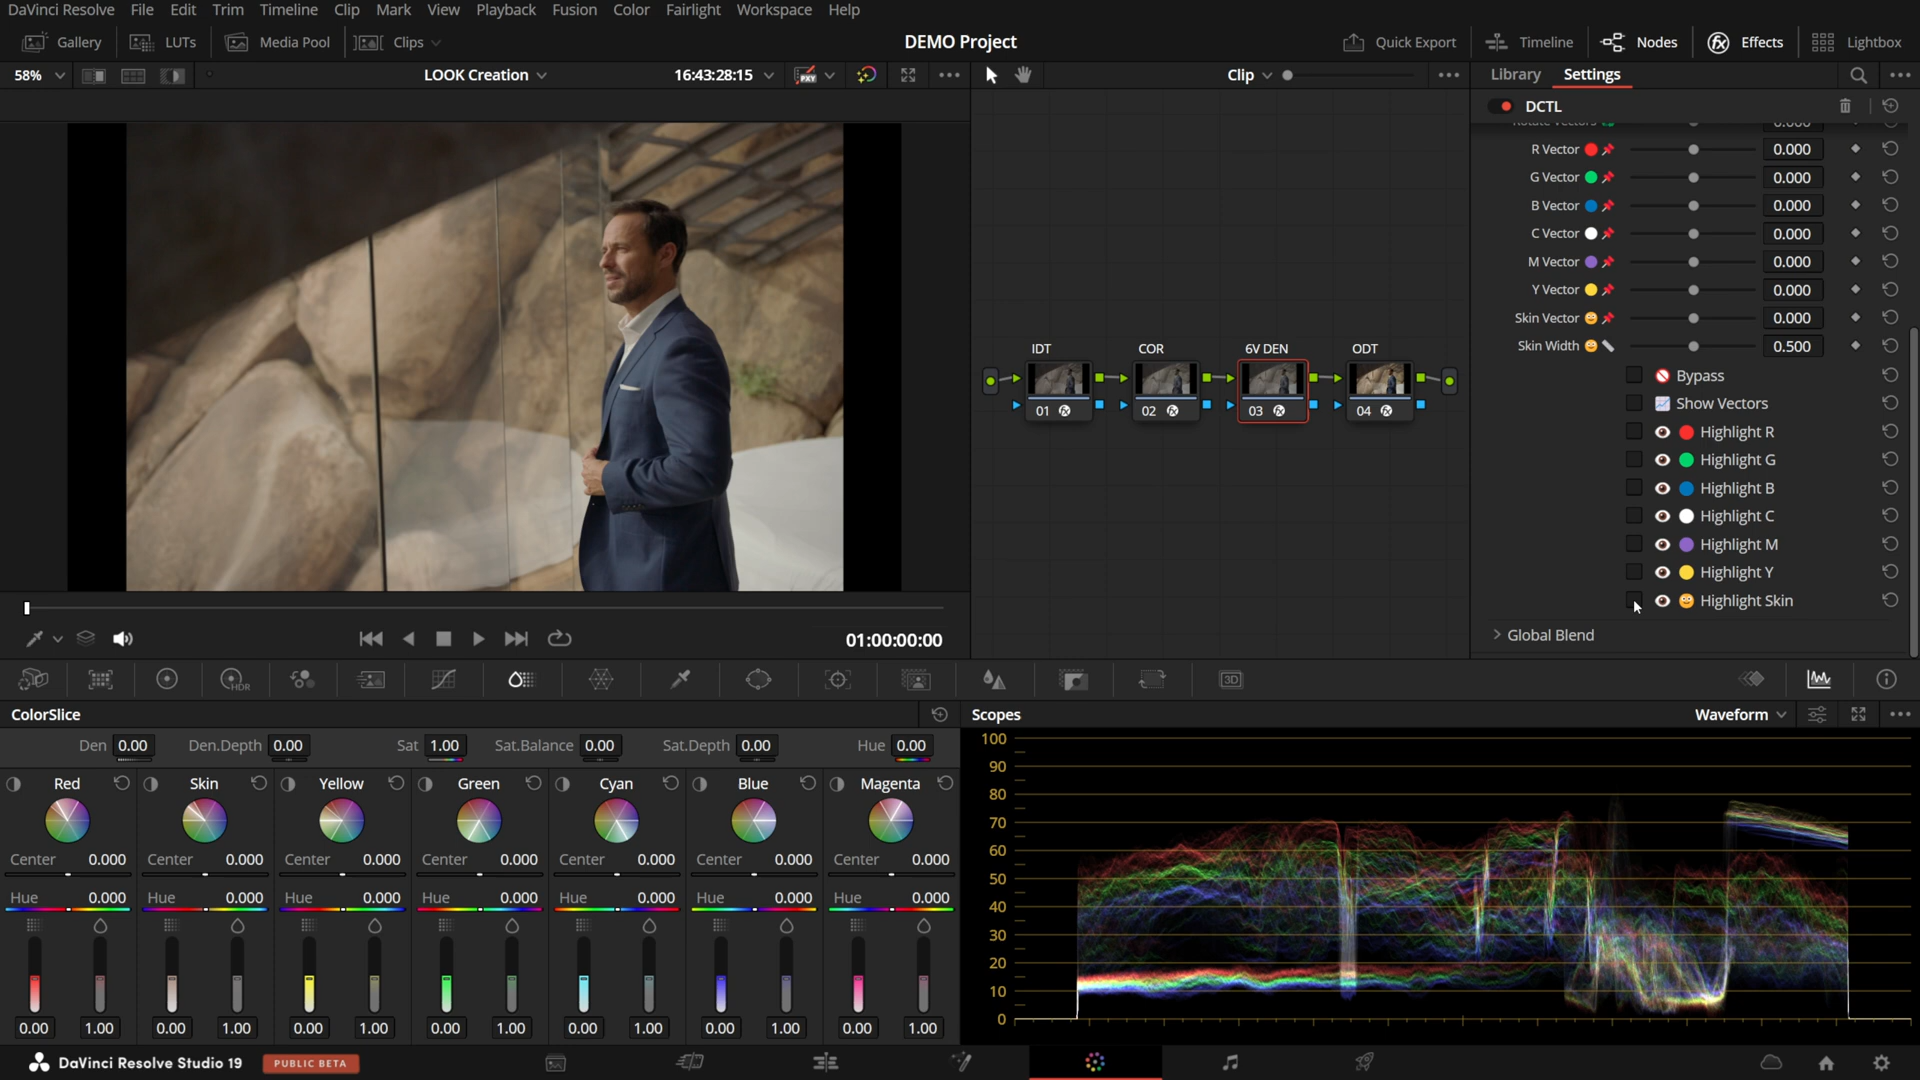 DaVinci Resolve File Edit Trim Timeline Clip Mark View Playback Fusion Color Fairlight Workspace Help
Gallery LUTs Media Pool Clips DEMO Project Quick Export Timeline Nodes Effects Lightbox
58% LOOK Creation 16:43:28:15 PXY Clip Library Settings
DCTL
Rotate Vectors 0.000
R Vector 0.000
G Vector 0.000
B Vector 0.000
C Vector 0.000
M Vector 0.000
Y Vector 0.000
Skin Vector 0.000
Skin Width 0.500
Bypass
Show Vectors
Highlight R
Highlight G
Highlight B
Highlight C
Highlight M
Highlight Y
Highlight Skin
Global Blend
IDT COR 6V DEN ODT
01 02 03 04
01:00:00:00
HDR 3D
ColorSlice
Den 0.00 Den.Depth 0.00 Sat 1.00 Sat.Balance 0.00 Sat.Depth 0.00 Hue 0.00
Red Skin Yellow Green Cyan Blue Magenta
Center 0.000 Center 0.000 Center 0.000 Center 0.000 Center 0.000 Center 0.000 Center 0.000
Hue 0.000 Hue 0.000 Hue 0.000 Hue 0.000 Hue 0.000 Hue 0.000 Hue 0.000
0.00 1.00 0.00 1.00 0.00 1.00 0.00 1.00 0.00 1.00 0.00 1.00 0.00 1.00
Scopes Waveform
100
90
80
70
60
50
40
30
20
10
0
DaVinci Resolve Studio 19 PUBLIC BETA